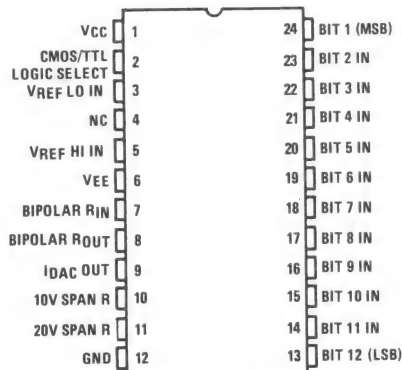 VCC 1
CMOS/TTL LOGIC SELECT 2
VREF LO IN 3
NC 4
VREF HI IN 5
VEE 6
BIPOLAR RIN 7
BIPOLAR ROUT 8
IDAC OUT 9
10V SPAN R 10
20V SPAN R 11
GND 12
24 BIT 1 (MSB)
23 BIT 2 IN
22 BIT 3 IN
21 BIT 4 IN
20 BIT 5 IN
19 BIT 6 IN
18 BIT 7 IN
17 BIT 8 IN
16 BIT 9 IN
15 BIT 10 IN
14 BIT 11 IN
13 BIT 12 (LSB)